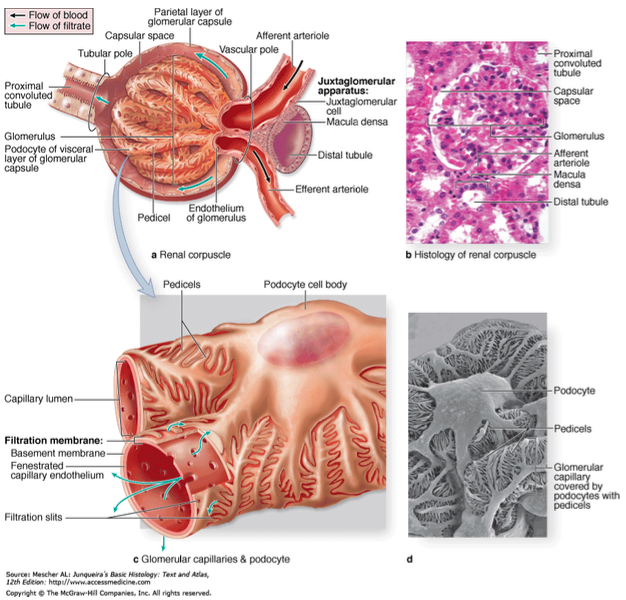 Flow of blood
Flow of filtrate
Parietal layer of
glomerular capsule
Capsular space
Tubular pole
Afferent arteriole
Vascular pole
Proximal
convoluted
tubule
Glomerulus
Podocyte of visceral
layer of glomerular
capsule
Pedicel
Endothelium
of glomerulus
Juxtaglomerular
apparatus:
Juxtaglomerular
cell
Macula densa
Distal tubule
Efferent arteriole
a Renal corpuscle
Proximal
convoluted
tubule
Capsular
space
Glomerulus
Afferent
arteriole
Macula
densa
Distal tubule
b Histology of renal corpuscle
Pedicels
Podocyte cell body
Capillary lumen
Filtration membrane:
Basement membrane
Fenestrated
capillary endothelium
Filtration slits
c Glomerular capillaries & podocyte
Podocyte
Pedicels
Glomerular
capillary
covered by
podocytes with
pedicels
d
Source: Mescher AL: Junqueira's Basic Histology: Text and Atlas,
12th Edition: http://www.accessmedicine.com
Copyright © The McGraw-Hill Companies, Inc. All rights reserved.